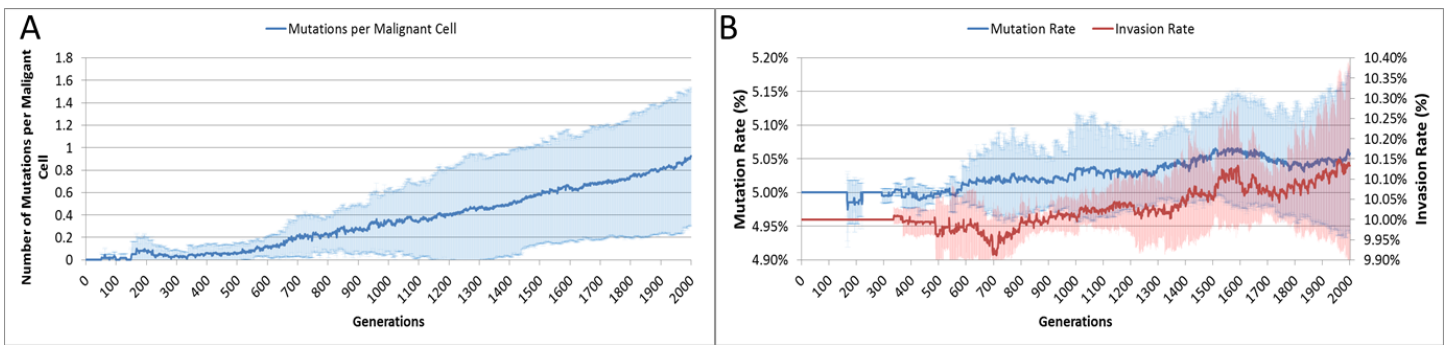 A
Mutations per Malignant Cell
Number of Mutations per Maligant
Cell
1.8
1.6
1.4
1.2
1
0.8
0.6
0.4
0.2
0
0 100 200 300 400 500 600 700 800 900 1000 1100 1200 1300 1400 1500 1600 1700 1800 1900 2000
Generations
B
Mutation Rate Invasion Rate
Mutation Rate (%)
5.20%
5.15%
5.10%
5.05%
5.00%
4.95%
4.90%
10.40%
10.35%
10.30%
10.25%
10.20%
10.15%
10.10%
10.05%
10.00%
9.95%
9.90%
Invasion Rate (%)
0 100 200 300 400 500 600 700 800 900 1000 1100 1200 1300 1400 1500 1600 1700 1800 1900 2000
Generations